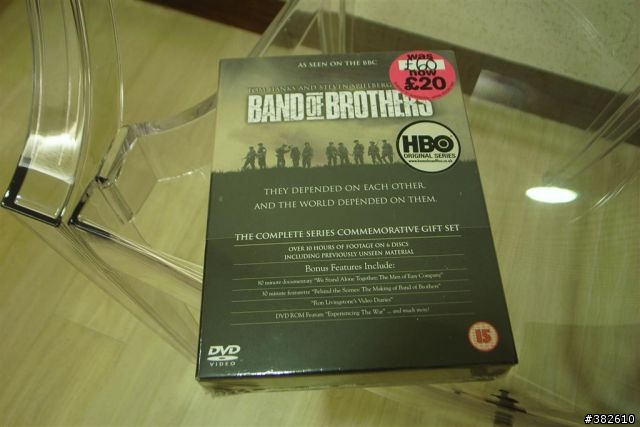 AS SEEN ON THE BBC
was
£60
now
£20
TOM HANKS AND STEVEN SPIELBERG
BAND OF BROTHERS
HBO
ORIGINAL SERIES
THEY DEPENDED ON EACH OTHER.
AND THE WORLD DEPENDED ON THEM.
THE COMPLETE SERIES COMMEMORATIVE GIFT SET
OVER 10 HOURS OF FOOTAGE ON 6 DISCS
INCLUDING PREVIOUSLY UNSEEN MATERIAL
Bonus Features Include:
80 minute documentary "We Stand Alone Together: The Men of Easy Company"
30 minute featurette "Behind the Scenes: The Making of Band of Brothers"
"Ron Livingstone's Video Diaries"
DVD ROM Feature "Experiencing The War" ... and much more!
15
DVD
VIDEO
#382610